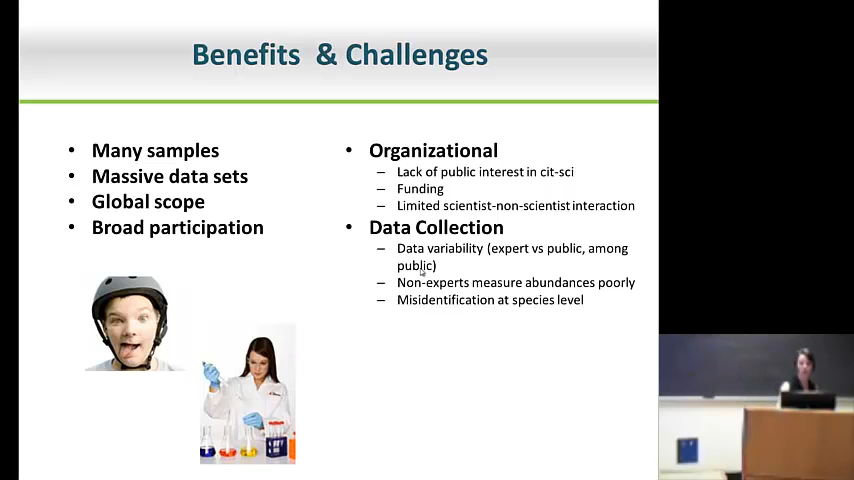 Benefits & Challenges
• Many samples
• Massive data sets
• Global scope
• Broad participation
• Organizational
– Lack of public interest in cit-sci
– Funding
– Limited scientist-non-scientist interaction
• Data Collection
– Data variability (expert vs public, among
public)
– Non-experts measure abundances poorly
– Misidentification at species level